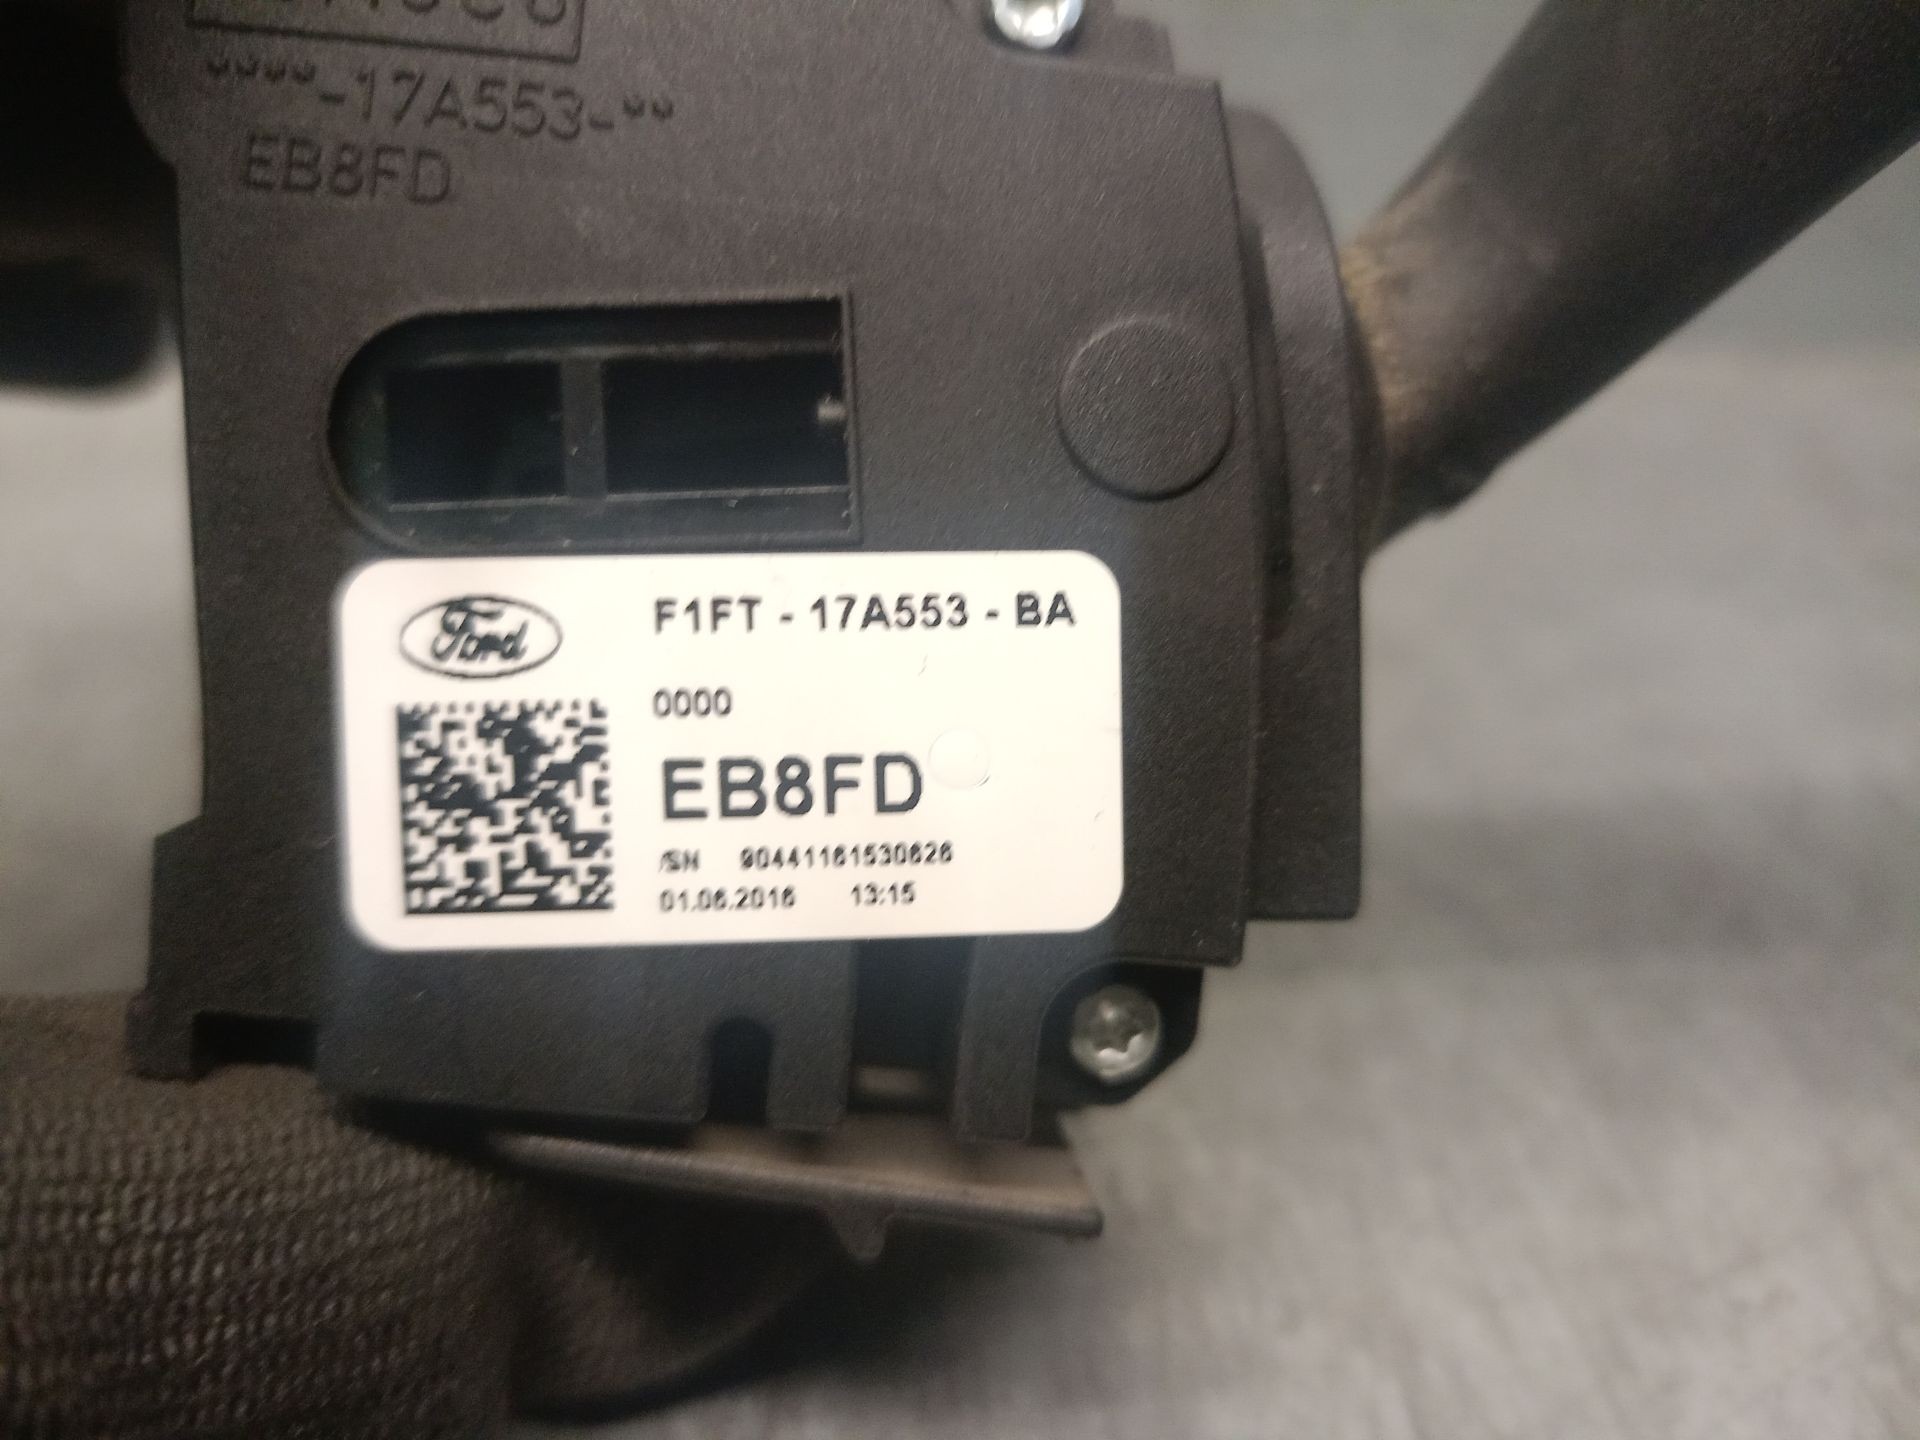 ****-17A553-**
EB8FD
Ford
F1FT - 17A553 - BA
0000
EB8FD
/SN 90441161530626
01.06.2016 13:15